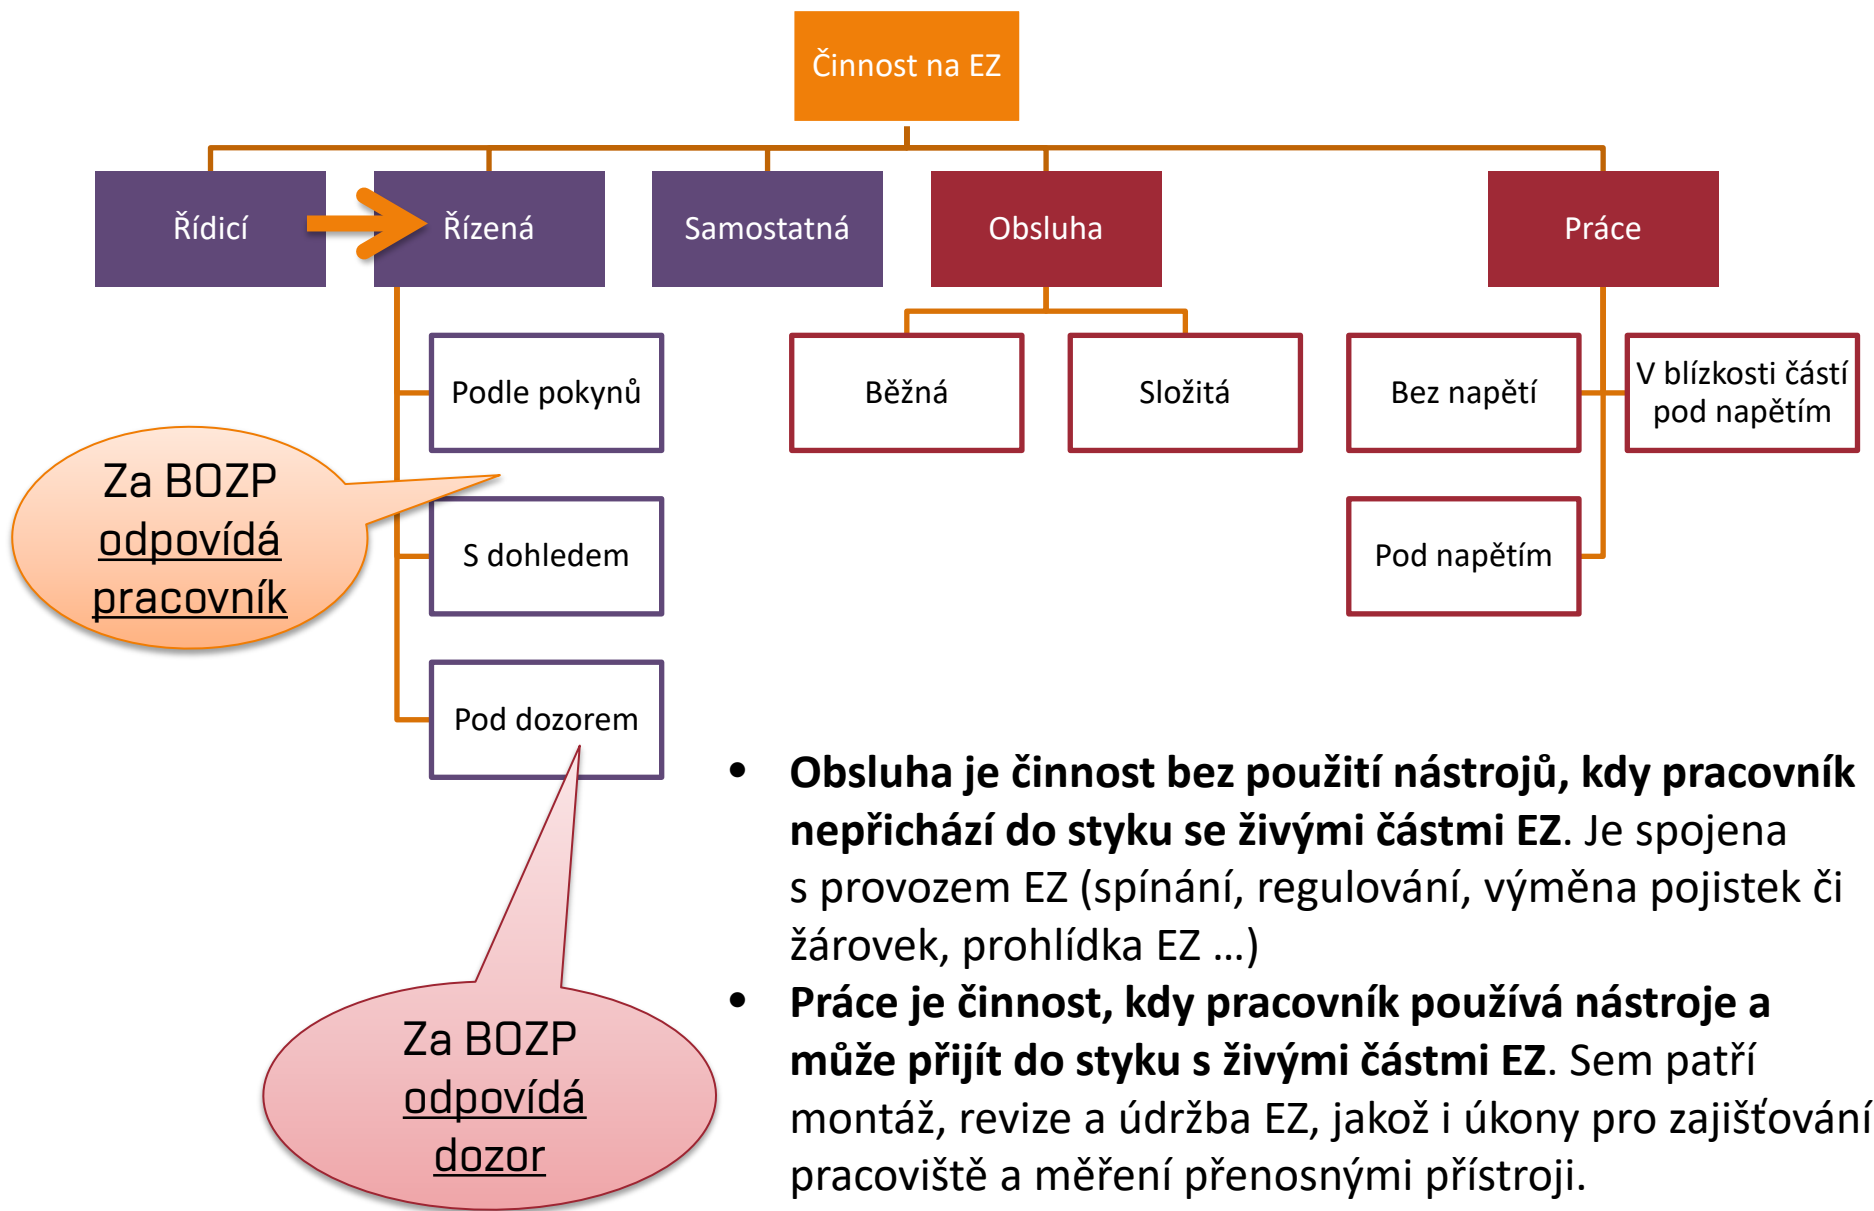 Činnost na EZ
Řídicí
Řízená
Samostatná
Obsluha
Práce
Podle pokynů
Běžná
Složitá
Bez napětí
V blízkosti částí
pod napětím
Za BOZP
odpovídá
pracovník
S dohledem
Pod napětím
Pod dozorem
Za BOZP
odpovídá
dozor
• Obsluha je činnost bez použití nástrojů, kdy pracovník
nepřichází do styku se živými částmi EZ. Je spojena
s provozem EZ (spínání, regulování, výměna pojistek či
žárovek, prohlídka EZ …)
• Práce je činnost, kdy pracovník používá nástroje a
může přijít do styku s živými částmi EZ. Sem patří
montáž, revize a údržba EZ, jakož i úkony pro zajišťování
pracoviště a měření přenosnými přístroji.